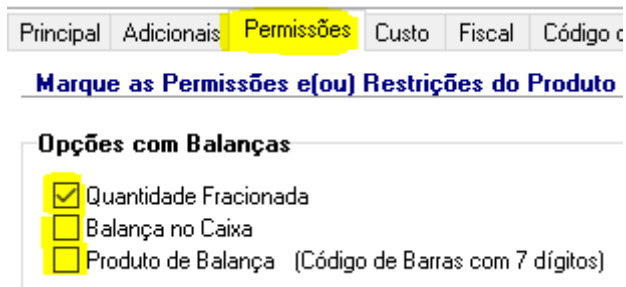 Principal Adicionais Permissões Custo Fiscal Código
Marque as Permissões e(ou) Restrições do Produto
Opções com Balanças
Quantidade Fracionada
Balança no Caixa
Produto de Balança (Código de Barras com 7 dígitos)